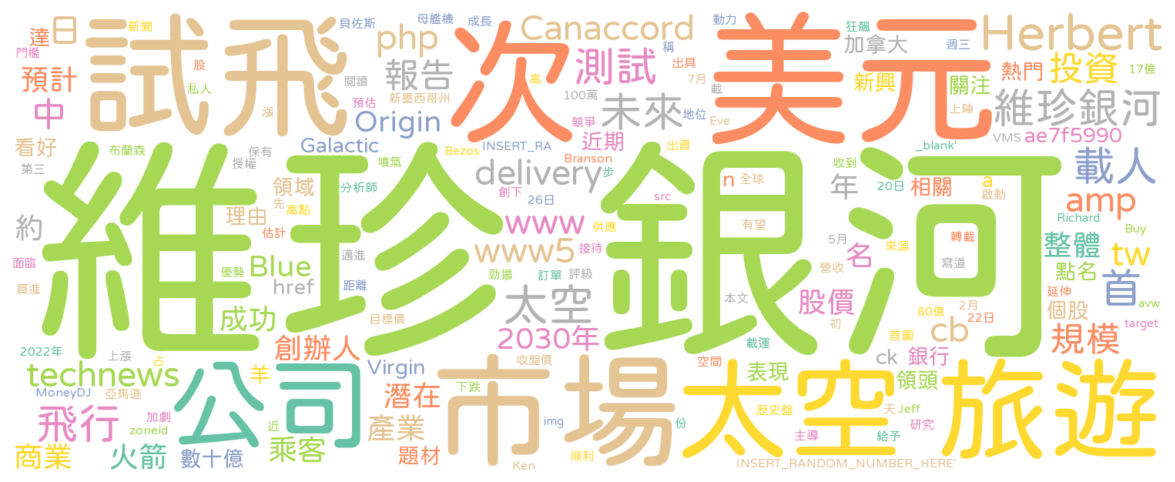 達 日 新聞 試飛 次 美元 Herbert
貝佐斯 母艦機 成長 Canaccord 動力 狂飆 週三
門檻 股 php 稱 加拿大
預計 私人 閱讀 報告 測試 出具 新興 關注 熱門 投資 17億
中 漲 新墨西哥州 100萬 未來 7月 載 上陣 維珍銀河
預估 高 競爭 地位 Eve VMS ae7f5990
看好 布蘭森 保有 Galactic Origin INSERT_RA 近期 出資 _blank' 載人
第三 授權 噴氣 Bezos Branson 步 收到
領域 分析師 delivery 創下 src n 全球 年 20日 相關 a 啟動 amp
約 理由 先 高點 26日 www 供應 有望 5月 名 Richard
維珍銀河
面臨 估計 邁進 www5 接待 來源 轉載 Buy 整體 tw
優勢 Blue 勁揚 訂單 評級 營收 寫道 點名 首
買進 href 距離 太空 本文 股價 2月 延伸 avw
成功 目標價 2030年 初 80億 22日 個股 target
2022年 上漲 占 創辦人 收盤價 載運 首圖 cb 規模
technews 羊 Virgin 空間 ck 銀行
公司 市場 太空 旅遊
MoneyDJ 亞馬遜 潛在 下跌 表現 領頭
飛行 加劇 近 產業 img 份 歷史盤 天 Jeff
zoneid 乘客 題材 順利 主導 給予 研究
商業 火箭 數十億 Ken INSERT_RANDOM_NUMBER_HERE'